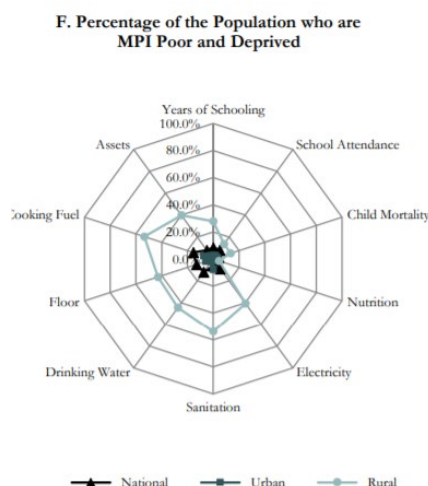 F. Percentage of the Population who are
MPI Poor and Deprived
Years of Schooling
100.0%
Assets
School Attendance
80.0%
60.0%
Cooking Fuel
40.0%
Child Mortality
20.0%
0.0
Floor
Nutrition
Drinking Water
Electricity
Sanitation
National
Urban
Rural